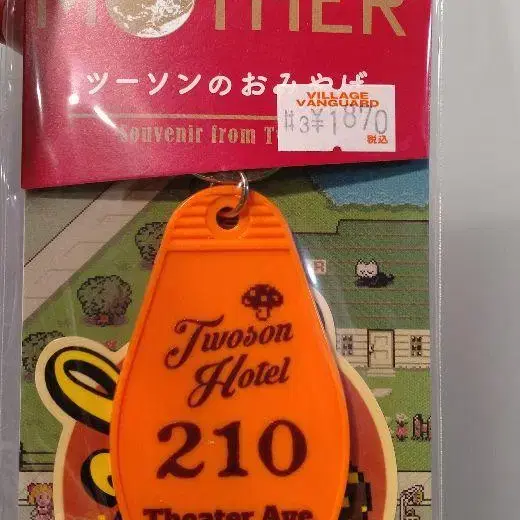 MOTHER
ツーソンのおみやげ
VILLAGE
VANGUARD
#3¥1870
税込
Souvenir from T
Twoson
Hotel
210
Theater Ave